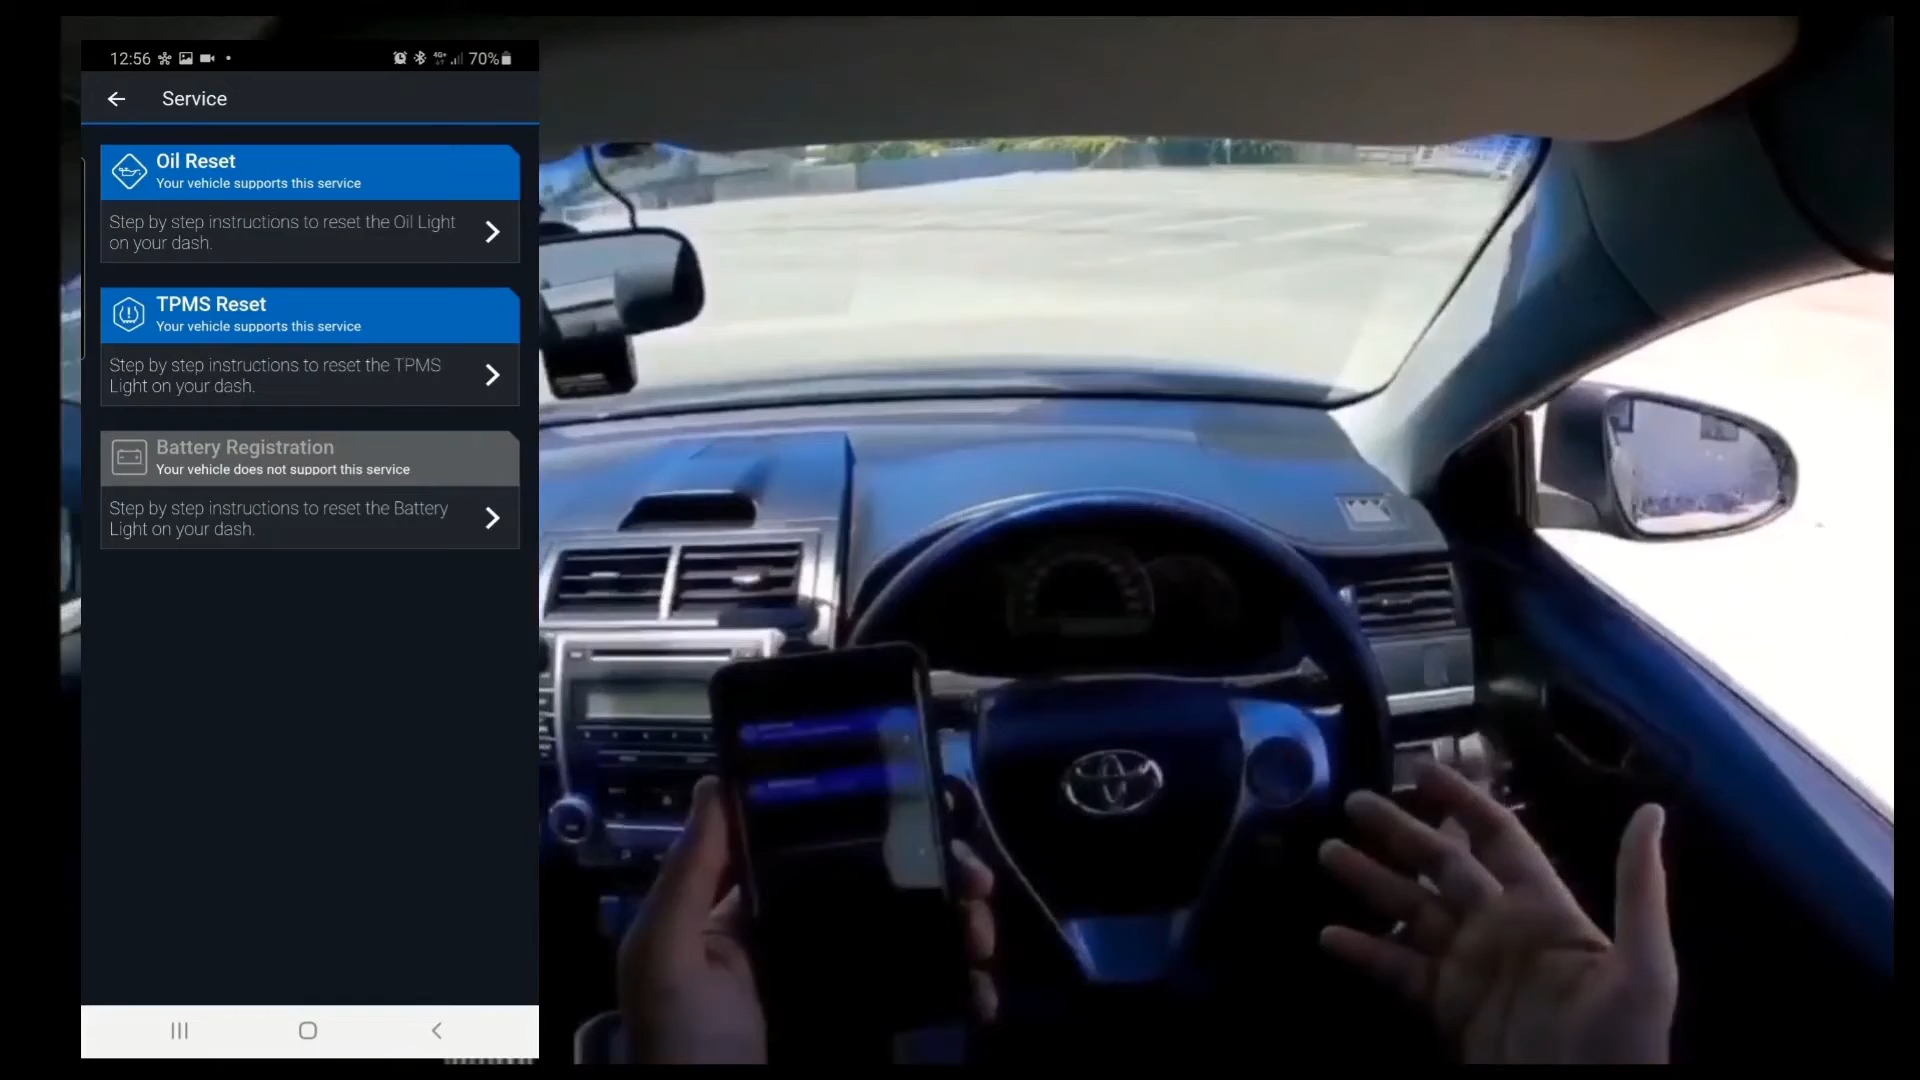 12:56
4G+ 70%
Service
Oil Reset
Your vehicle supports this service
Step by step instructions to reset the Oil Light
on your dash.
TPMS Reset
Your vehicle supports this service
Step by step instructions to reset the TPMS
Light on your dash.
Battery Registration
Your vehicle does not support this service
Step by step instructions to reset the Battery
Light on your dash.